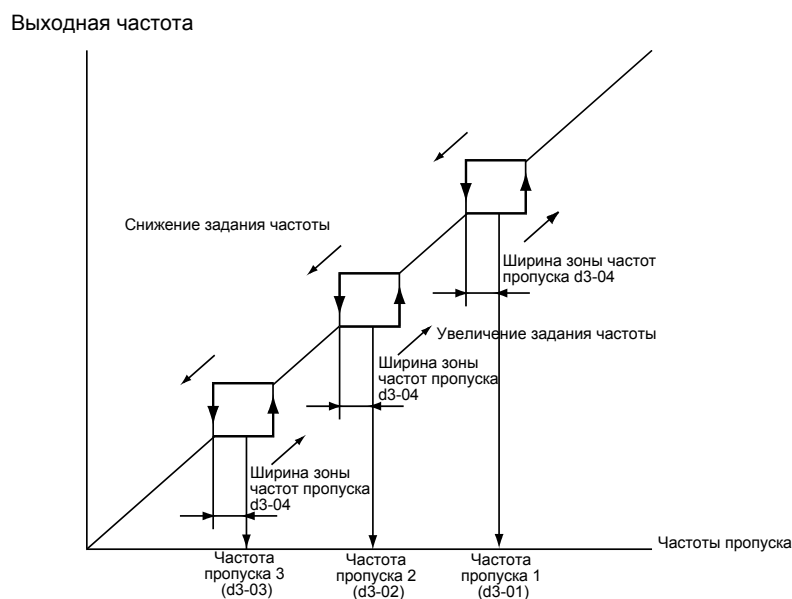 Выходная частота
Снижение задания частоты
Ширина зоны частот
пропуска d3-04
Увеличение задания частоты
Ширина зоны
частот пропуска
d3-04
Ширина зоны
частот пропуска
d3-04
Частоты пропуска
Частота
пропуска 3
(d3-03)
Частота
пропуска 2
(d3-02)
Частота
пропуска 1
(d3-01)